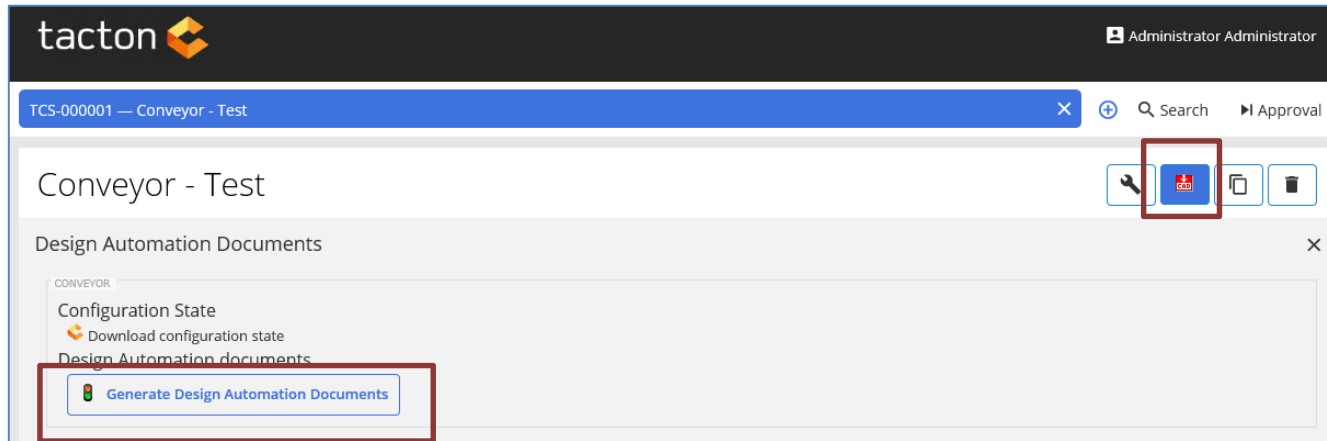 tacton
Administrator Administrator
TCS-000001 — Conveyor - Test
Search
Approval
Conveyor - Test
CAD
Design Automation Documents
CONVEYOR
Configuration State
Download configuration state
Design Automation documents
Generate Design Automation Documents